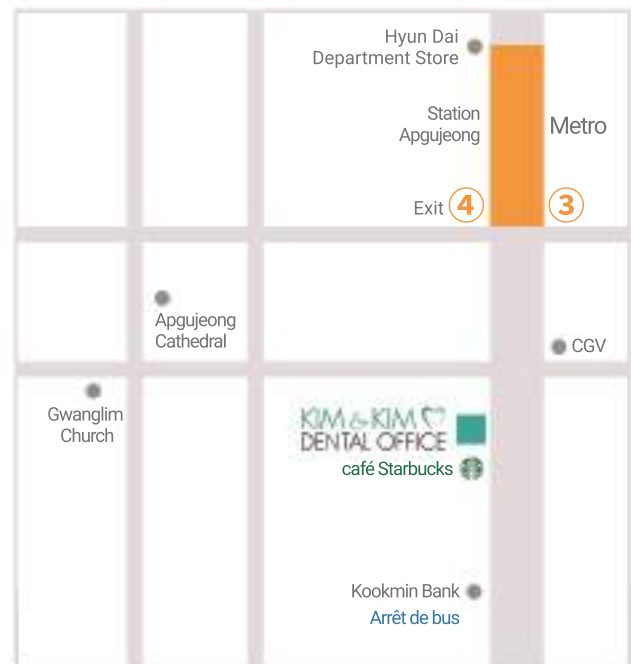 Hyun Dai
Department Store
Station
Apgujeong
Metro
Exit 4
3
Apgujeong
Cathedral
CGV
Gwanglim
Church
KIM & KIM
DENTAL OFFICE
café Starbucks
Kookmin Bank
Arrêt de bus